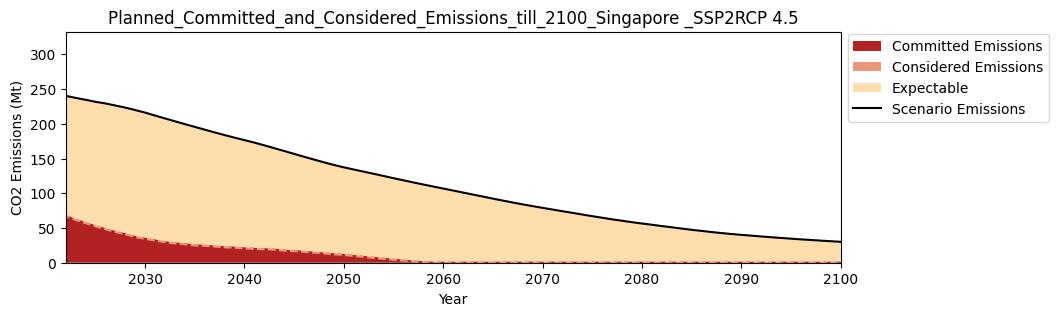 Planned_Committed_and_Considered_Emissions_till_2100_Singapore _SSP2RCP 4.5
CO2 Emissions (Mt)
300
250
200
150
100
50
0
2030 2040 2050 2060 2070 2080 2090 2100
Year
Committed Emissions
Considered Emissions
Expectable
Scenario Emissions